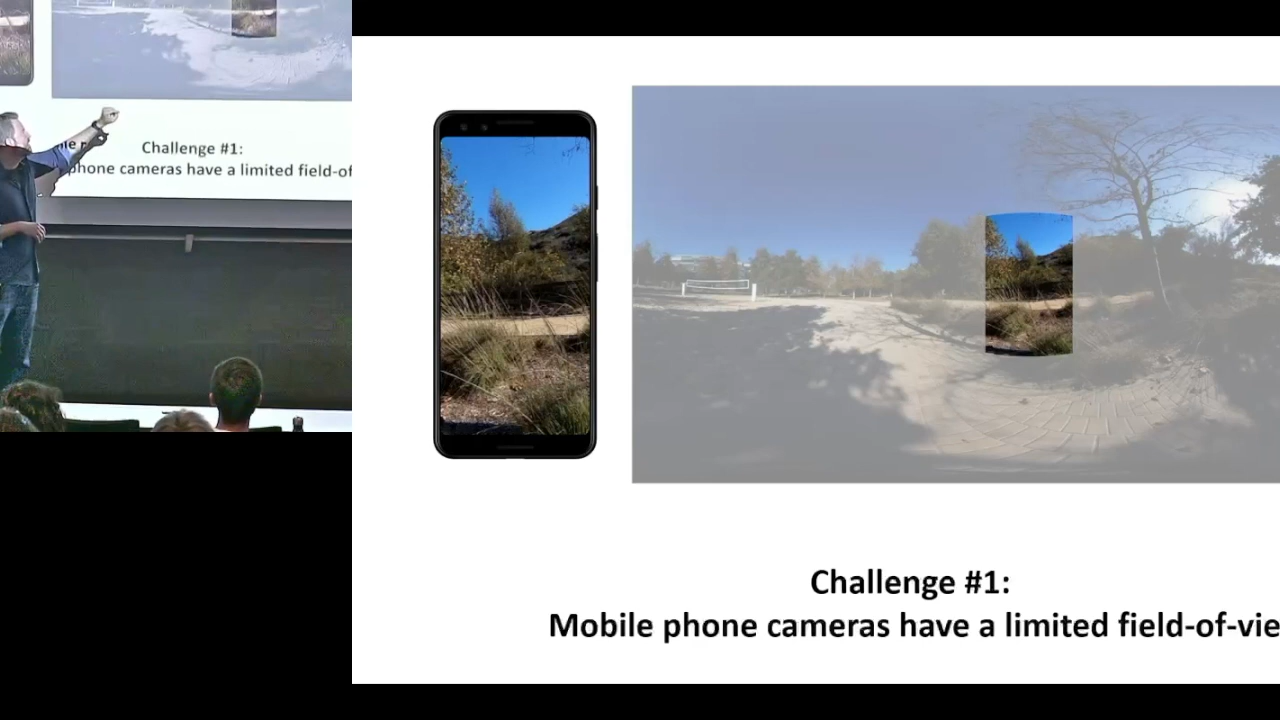 Challenge #1:
phone cameras have a limited field-of
Challenge #1:
Mobile phone cameras have a limited field-of-vie